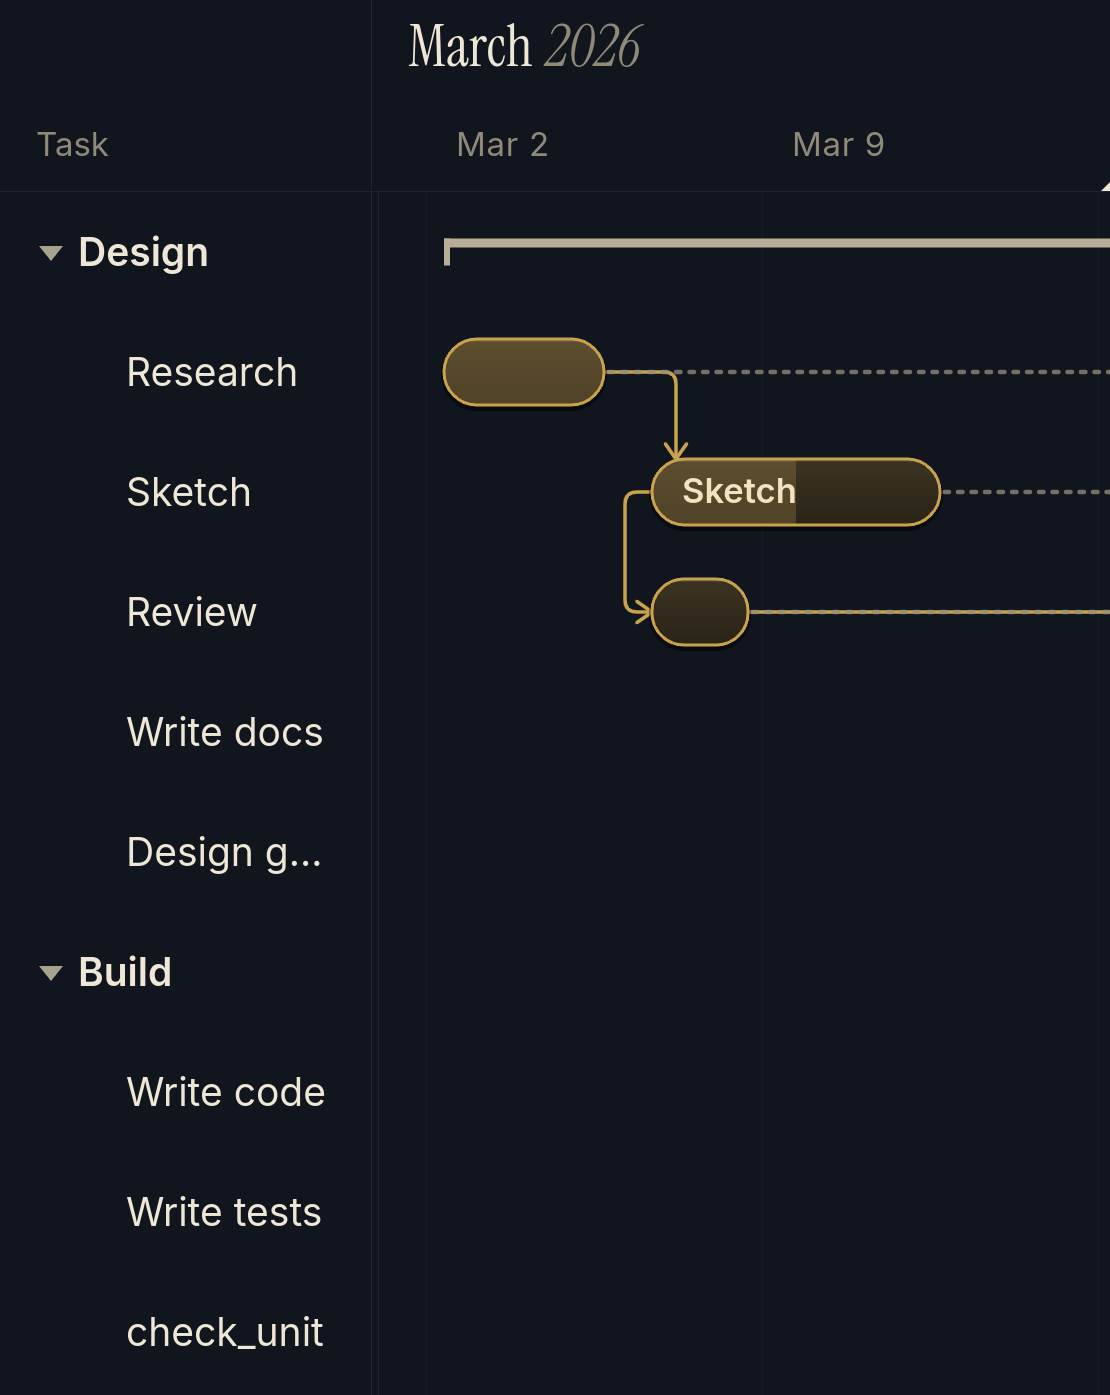 March 2026
Task
Mar 2
Mar 9
Design
Research
Sketch
Sketch
Review
Write docs
Design g...
Build
Write code
Write tests
check_unit